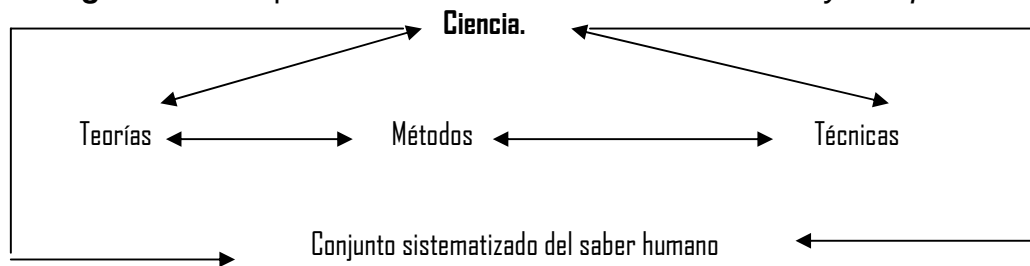 Ciencia.
Teorías Métodos Técnicas
Conjunto sistematizado del saber humano